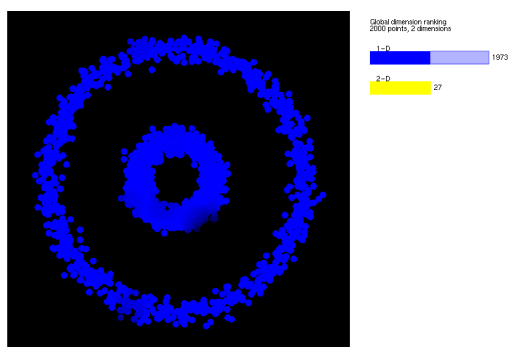 Global dimension ranking
2000 points, 2 dimensions
1-D
1973
2-D
27